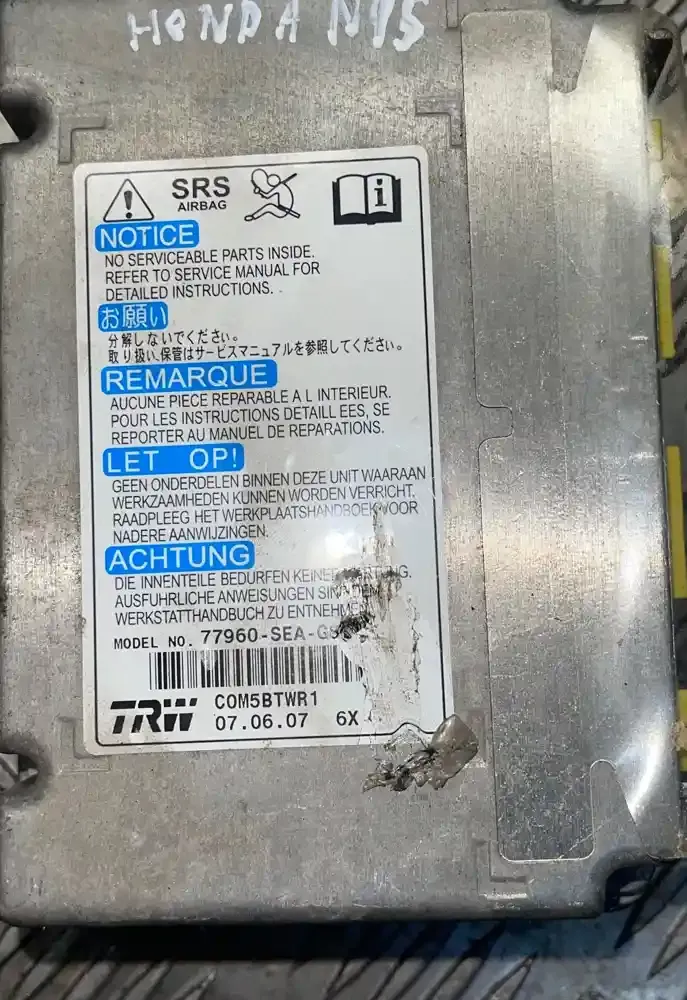 HONDA N15
SRS
AIRBAG
i
NOTICE
NO SERVICEABLE PARTS INSIDE.
REFER TO SERVICE MANUAL FOR
DETAILED INSTRUCTIONS.
お願い
分解しないでください。
取り扱い、保管はサービスマニュアルを参照してください。
REMARQUE
AUCUNE PIECE REPARABLE A L INTERIEUR.
POUR LES INSTRUCTIONS DETAILL EES, SE
REPORTER AU MANUEL DE REPARATIONS.
LET OP!
GEEN ONDERDELEN BINNEN DEZE UNIT WAARAAN
WERKZAAMHEDEN KUNNEN WORDEN VERRICHT.
RAADPLEEG HET WERKPLAATSHANDBOEK VOOR
NADERE AANWIJZINGEN.
ACHTUNG
DIE INNENTEILE BEDURFEN
AUSFUHRLICHE ANWEISUNGEN
WERKSTATTHANDBUCH ZU
MODEL NO. 77960-SEA-G
TRW COM5BTWR1
07.06.07 6X